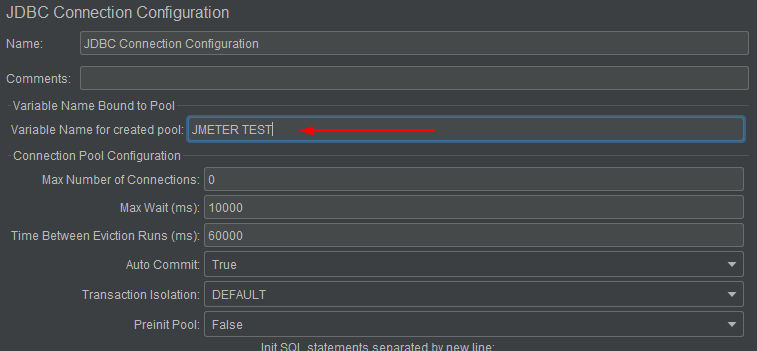 JDBC Connection Configuration
Name: JDBC Connection Configuration
Comments:
Variable Name Bound to Pool
Variable Name for created pool: JMETER TEST
Connection Pool Configuration
Max Number of Connections: 0
Max Wait (ms): 10000
Time Between Eviction Runs (ms): 60000
Auto Commit: True
Transaction Isolation: DEFAULT
Preinit Pool: False
Init SQL statements separated by new line: